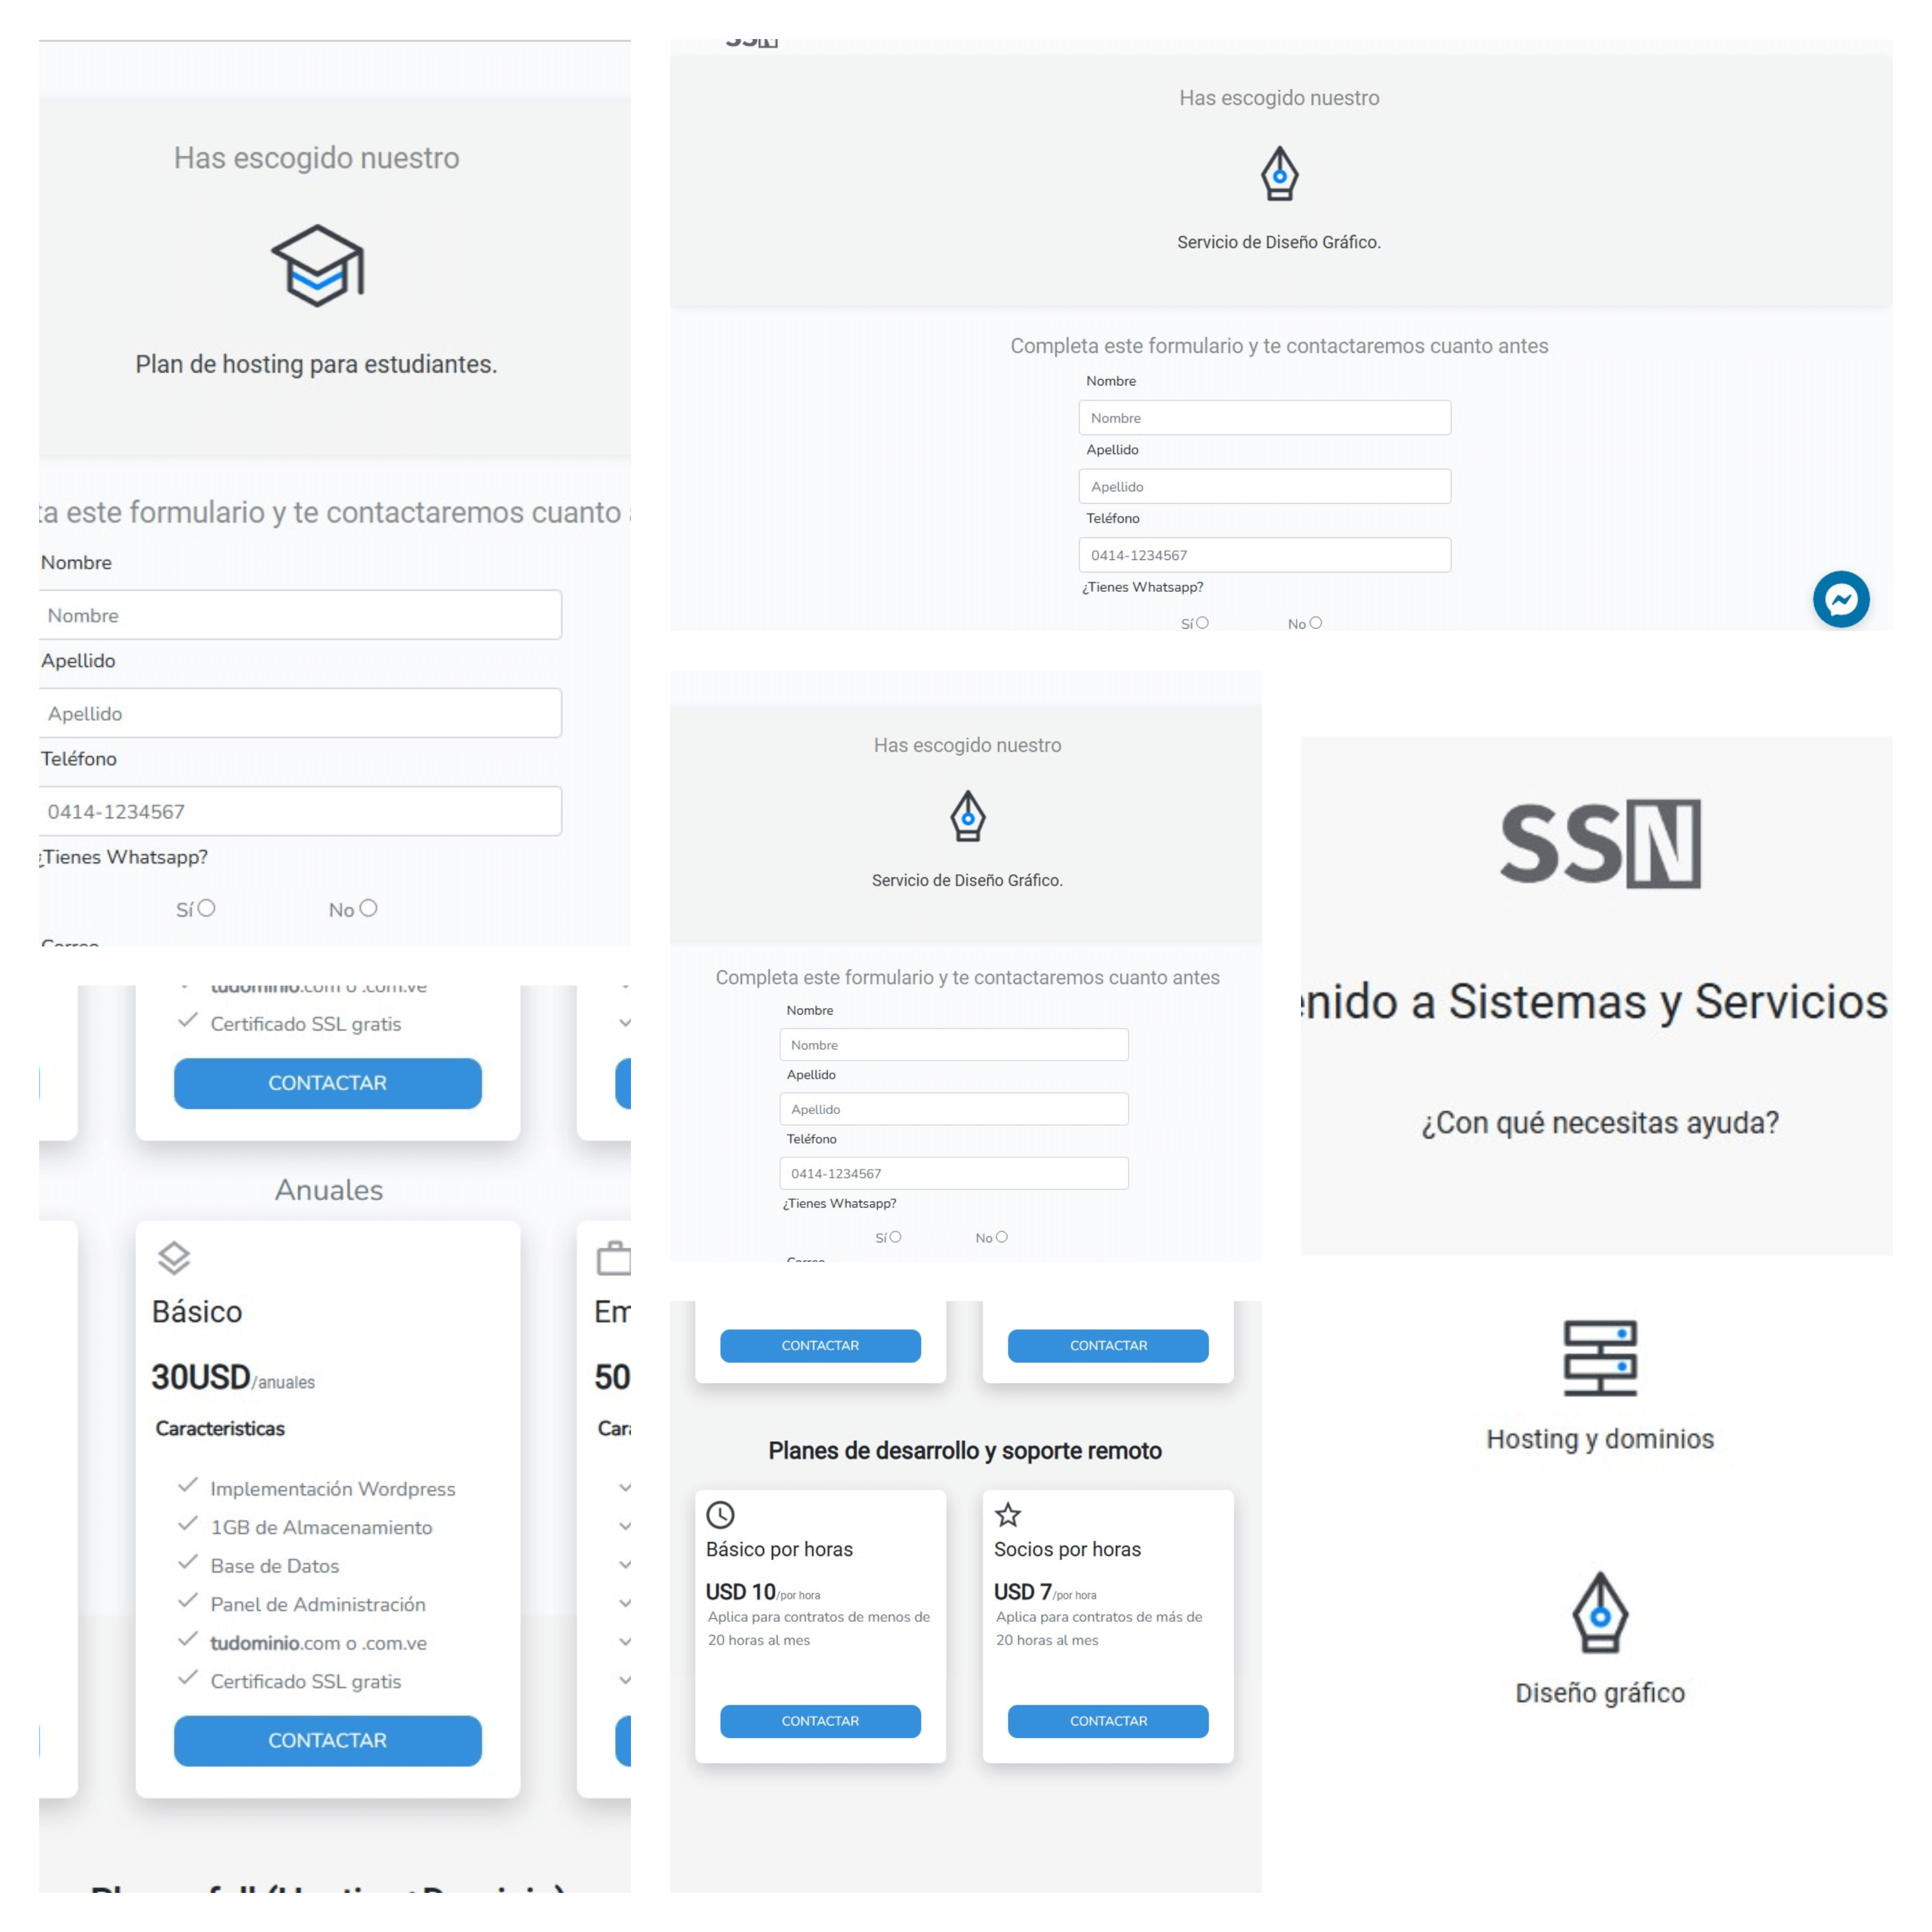 Has escogido nuestro
Plan de hosting para estudiantes.
este formulario y te contactaremos cuanto
Nombre
Nombre
Apellido
Apellido
Teléfono
0414-1234567
¿Tienes Whatsapp?
Sí No
Correo
SSN
Has escogido nuestro
Servicio de Diseño Gráfico.
Completa este formulario y te contactaremos cuanto antes
Nombre
Nombre
Apellido
Apellido
Teléfono
0414-1234567
¿Tienes Whatsapp?
Sí No
Has escogido nuestro
Servicio de Diseño Gráfico.
Completa este formulario y te contactaremos cuanto antes
Nombre
Nombre
Apellido
Apellido
Teléfono
0414-1234567
¿Tienes Whatsapp?
Sí No
Correo
SSN
enido a Sistemas y Servicios
¿Con qué necesitas ayuda?
Hosting y dominios
Diseño gráfico
tudominio.com o .com.ve
Certificado SSL gratis
CONTACTAR
Anuales
Básico
30USD/anuales
Caracteristicas
Implementación Wordpress
1GB de Almacenamiento
Base de Datos
Panel de Administración
tudominio.com o .com.ve
Certificado SSL gratis
CONTACTAR
Em
50
Car
CONTACTAR
CONTACTAR
Planes de desarrollo y soporte remoto
Básico por horas
USD 10/por hora
Aplica para contratos de menos de
20 horas al mes
CONTACTAR
Socios por horas
USD 7/por hora
Aplica para contratos de más de
20 horas al mes
CONTACTAR